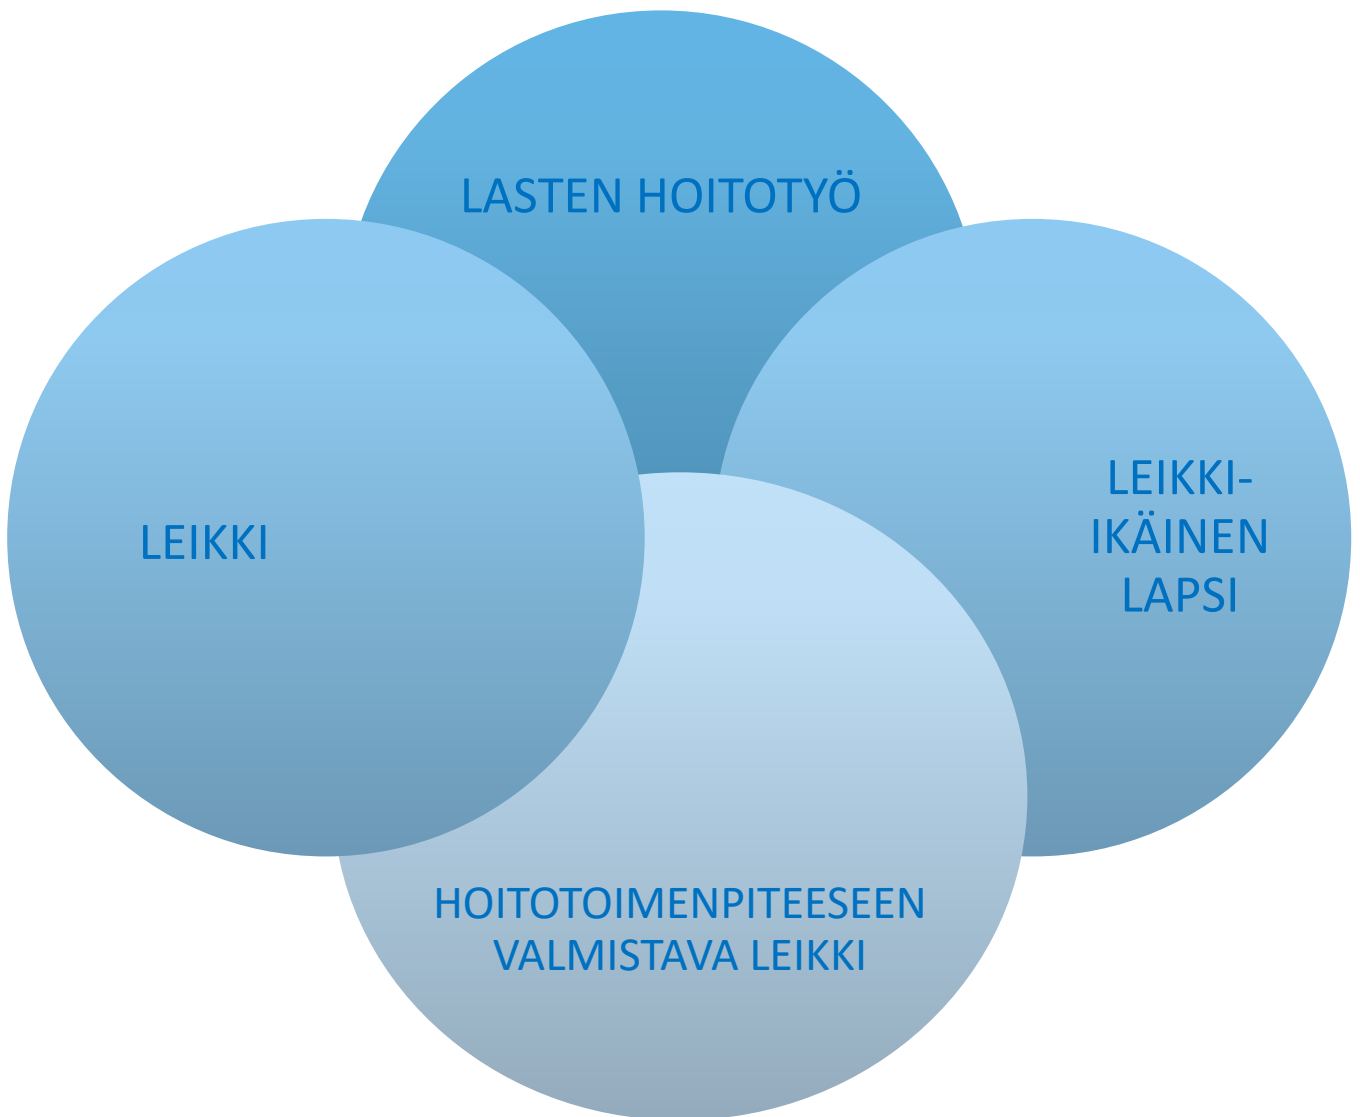 LASTEN HOITOTYÖ
LEIKKI
LEIKKI-
IKÄINEN
LAPSI
HOITOTOIMENPITEESEEN
VALMISTAVA LEIKKI